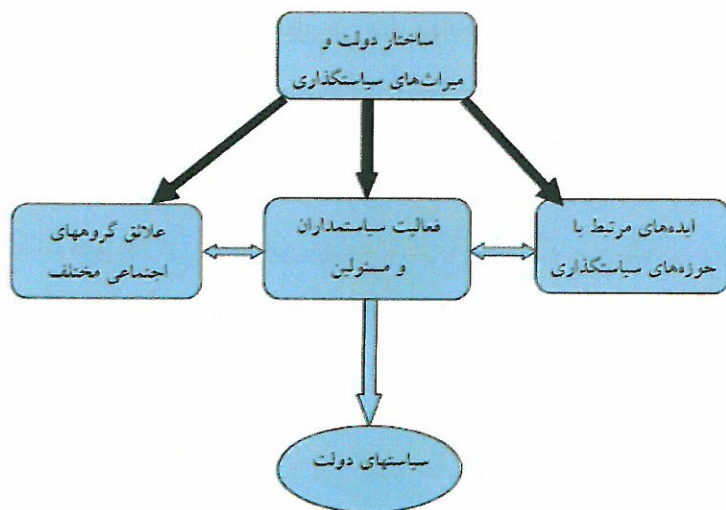 ساختار دولت و
میراث‌های سیاستگذاری
ایده‌های مرتبط با
حوزه‌های سیاستگذاری
فعالیت سیاستمداران
و مسئولین
علائق گروههای
اجتماعی مختلف
سیاستهای دولت